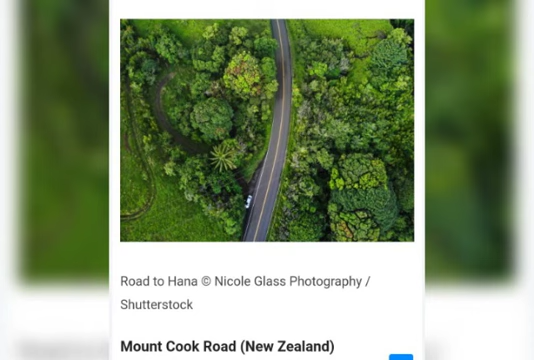 Road to Hana © Nicole Glass Photography /
Shutterstock
Mount Cook Road (New Zealand)